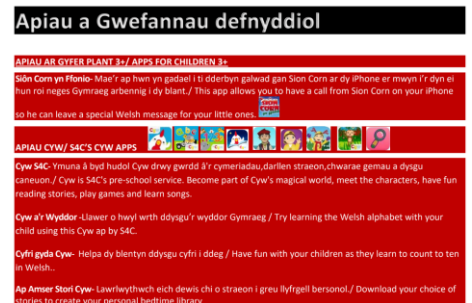 Apiau a Gwefannau defnyddiol
APIAU AR GYFER PLANT 3+/ APPS FOR CHILDREN 3+
Siôn Corn yn Ffonio- Mae'r ap hwn yn gadael i ti dderbyn galwad gan Sion Corn ar dy iPhone er mwyn i'r dyn ei
hun roi neges Gymraeg arbennig i dy blant./ This app allows you to have a call from Sion Corn on your iPhone
so he can leave a special Welsh message for your little ones.
APIAU CYW/ S4C'S CYW APPS
Cyw S4C- Ymuna â byd hudol Cyw drwy gwrdd â'r cymeriadau,darllen straeon,chwarae gemau a dysgu
caneuon./ Cyw is S4C's pre-school service. Become part of Cyw's magical world, meet the characters, have fun
reading stories, play games and learn songs.
Cyw a'r Wyddor -Llawer o hwyl wrth ddysgu'r wyddor Gymraeg / Try learning the Welsh alphabet with your
child using this Cyw ap by S4C.
Cyfri gyda Cyw- Helpa dy blentyn ddysgu cyfri i ddeg / Have fun with your children as they learn to count to ten
in Welsh..
Ap Amser Stori Cyw- Lawrlwythwch eich dewis chi o straeon i greu llyfrgell bersonol./ Download your choice of
stories to create your personal bedtime library.